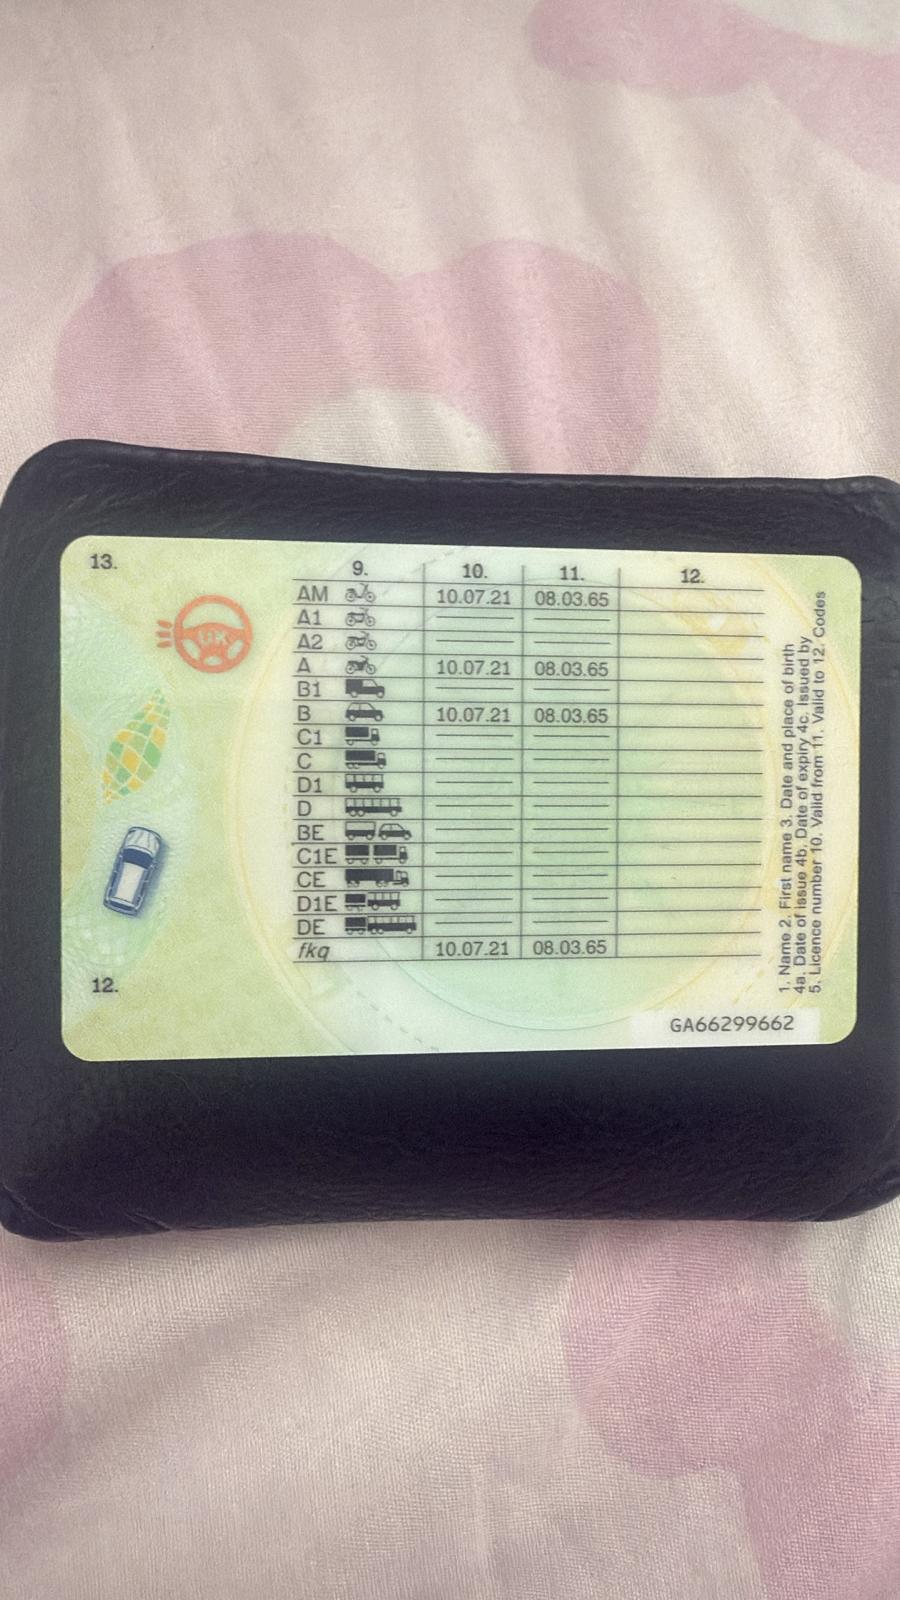 13.
UK
9. 10. 11. 12.
AM 10.07.21 08.03.65
A1
A2
A 10.07.21 08.03.65
B1
B 10.07.21 08.03.65
C1
C
D1
D
BE
C1E
CE
D1E
DE
fkq 10.07.21 08.03.65
12.
1. Name 2. First name 3. Date and place of birth
4a. Date of issue 4b. Date of expiry 4c. Issued by
5. Licence number 10. Valid from 11. Valid to 12. Codes
GA66299662